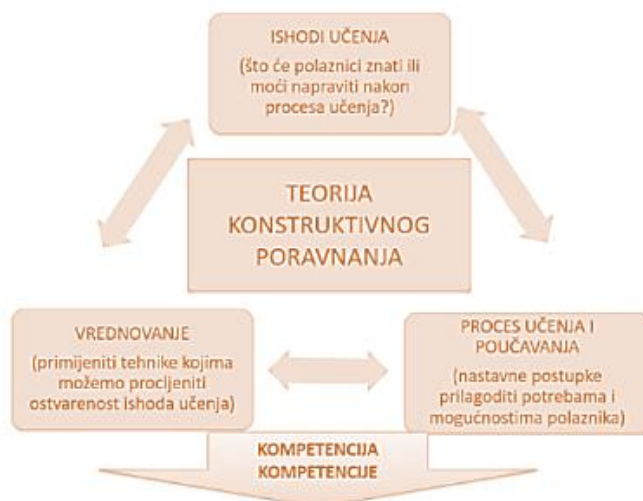 ISHODI UČENJA
(što će polaznici znati ili
moći napraviti nakon
procesa učenja?)
TEORIJA
KONSTRUKTIVNOG
PORAVNANJA
VREDNOVANJE
(primijeniti tehnike kojima
možemo procijeniti
ostvarenost ishoda učenja)
PROCES UČENJA I
POUČAVANJA
(nastavne postupke
prilagoditi potrebama i
mogućnostima polaznika)
KOMPETENCIJA
KOMPETENCIJE